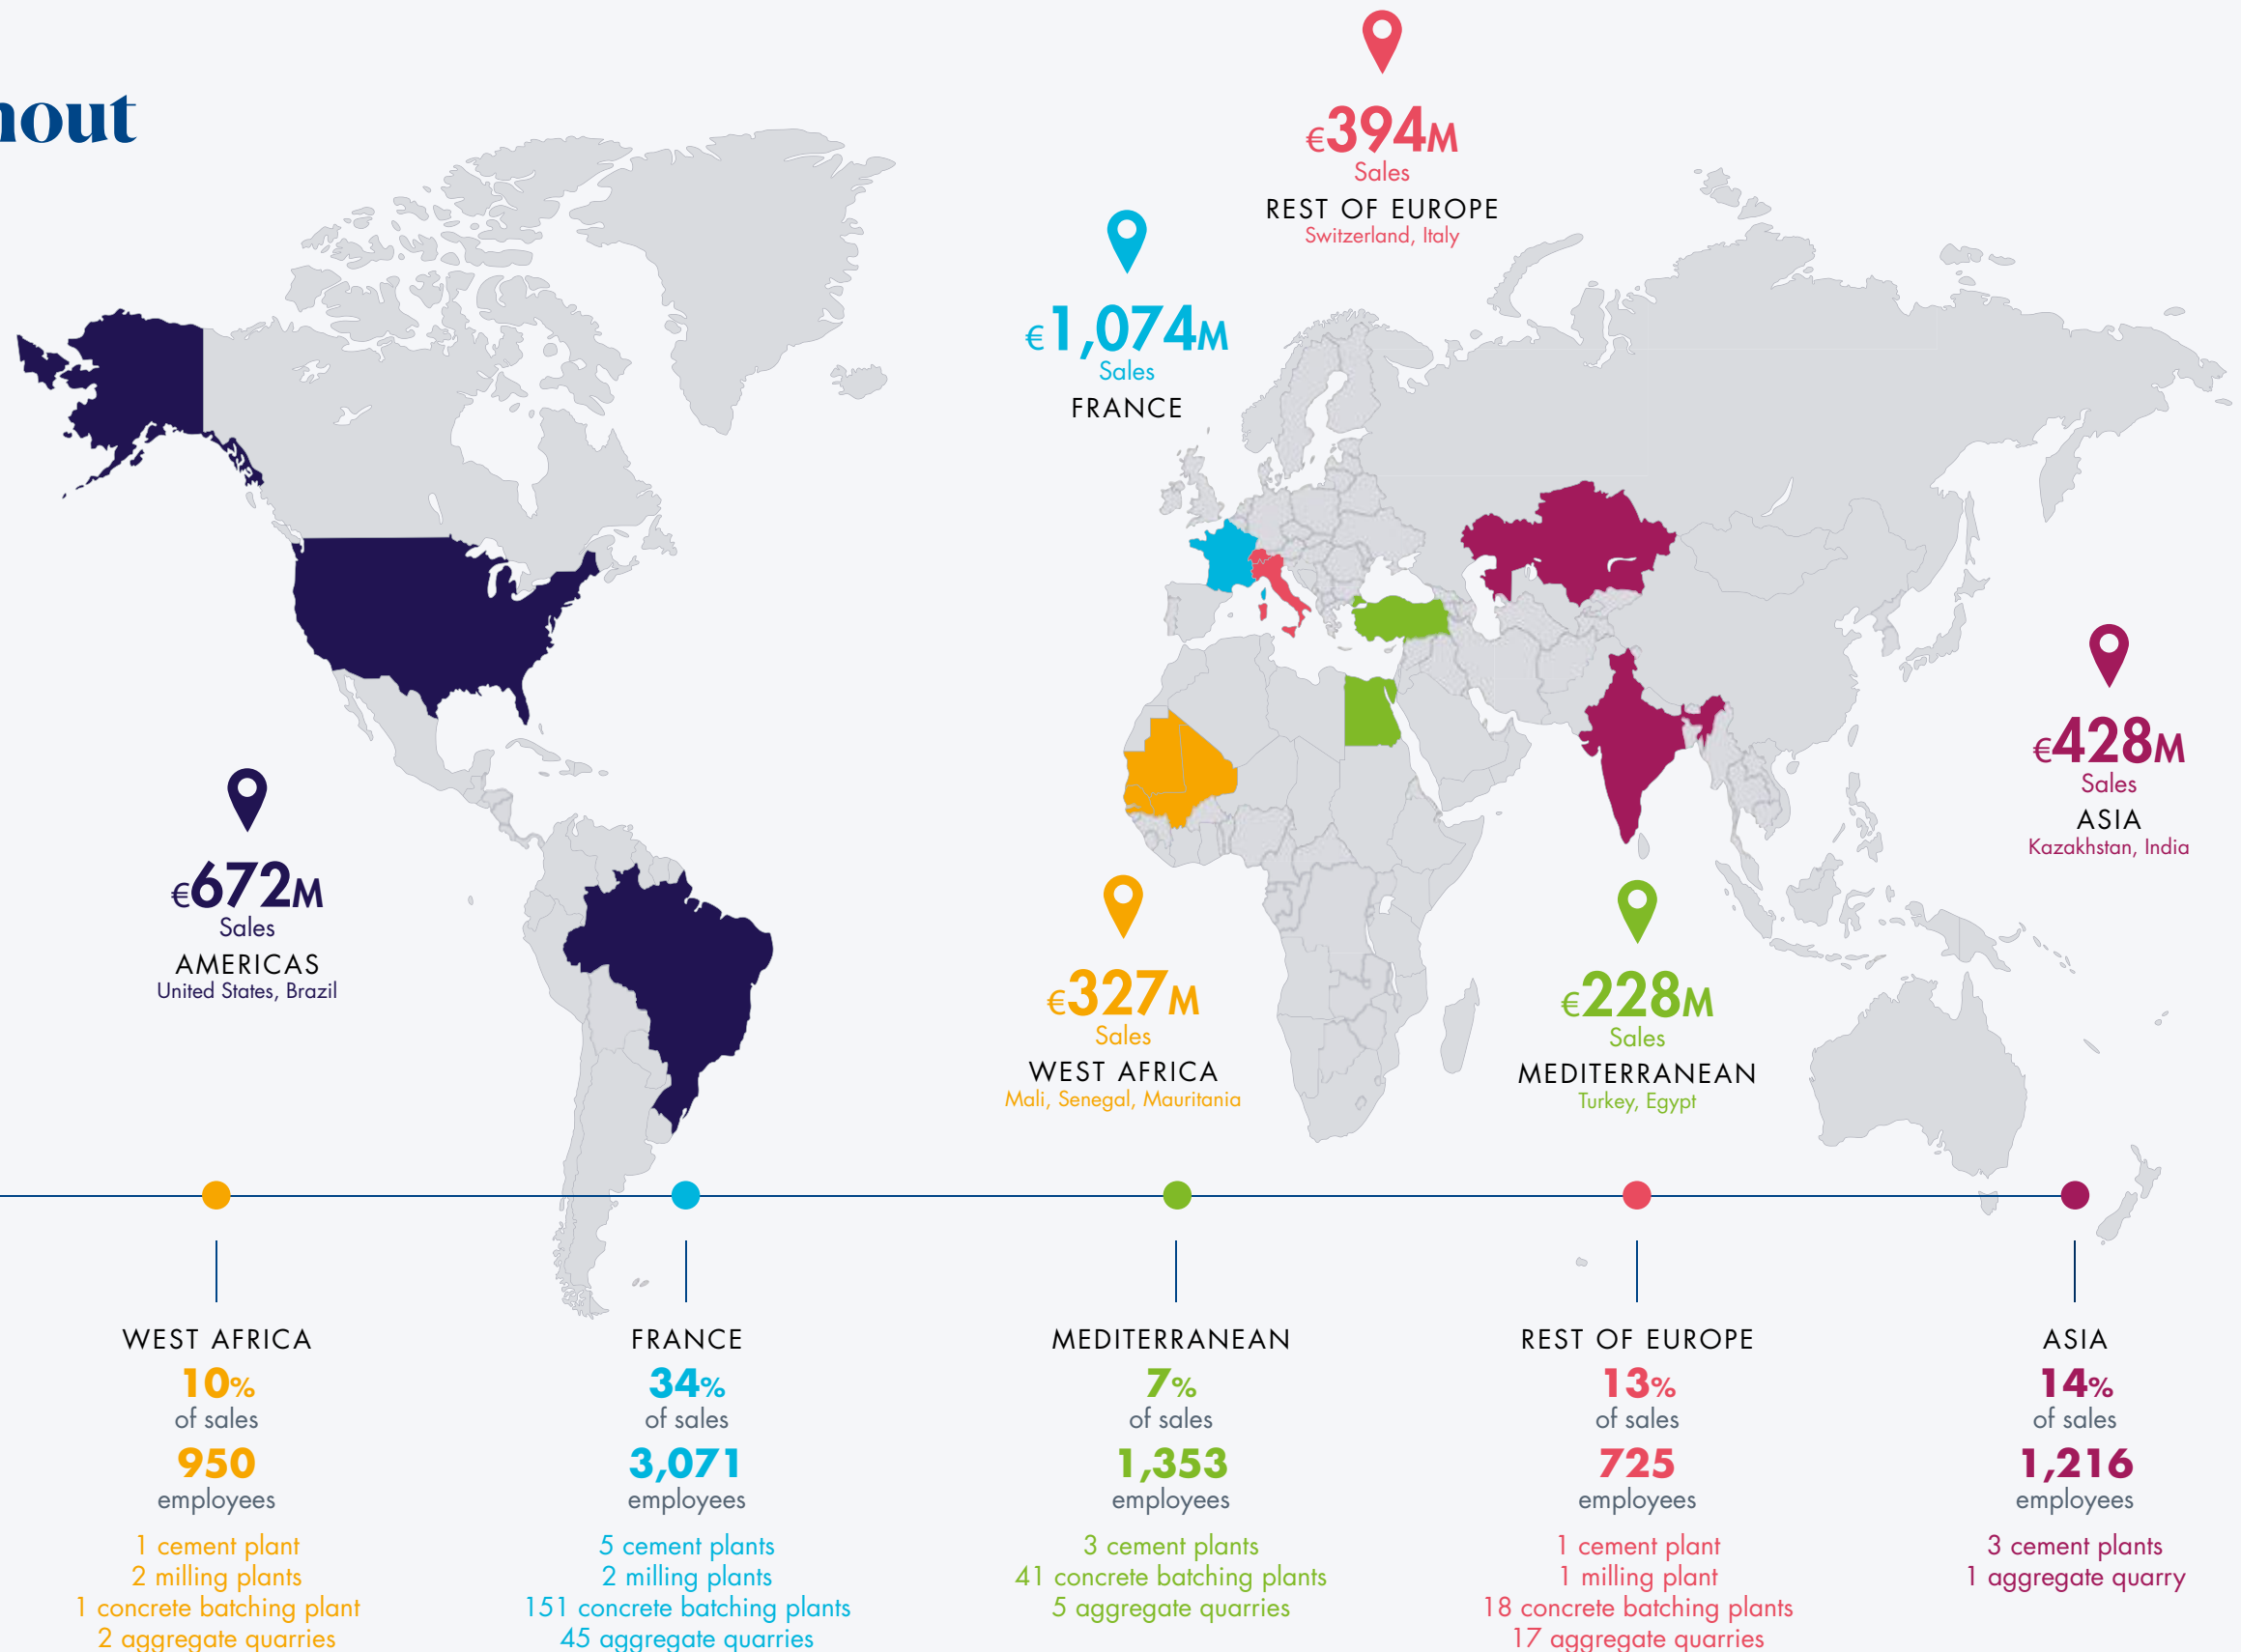 hout
€394M
Sales
REST OF EUROPE
Switzerland, Italy
€1,074M
Sales
FRANCE
€428M
Sales
ASIA
Kazakhstan, India
€672M
Sales
AMERICAS
United States, Brazil
€327M
Sales
WEST AFRICA
Mali, Senegal, Mauritania
€228M
Sales
MEDITERRANEAN
Turkey, Egypt
WEST AFRICA
10%
of sales
950
employees
1 cement plant
2 milling plants
1 concrete batching plant
2 aggregate quarries
FRANCE
34%
of sales
3,071
employees
5 cement plants
2 milling plants
151 concrete batching plants
45 aggregate quarries
MEDITERRANEAN
7%
of sales
1,353
employees
3 cement plants
41 concrete batching plants
5 aggregate quarries
REST OF EUROPE
13%
of sales
725
employees
1 cement plant
1 milling plant
18 concrete batching plants
17 aggregate quarries
ASIA
14%
of sales
1,216
employees
3 cement plants
1 aggregate quarry